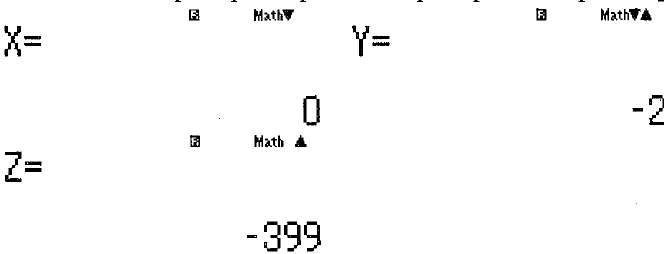 Math▼ Math▼▲
X= Y=
0 -2
Math ▲
Z=
-399